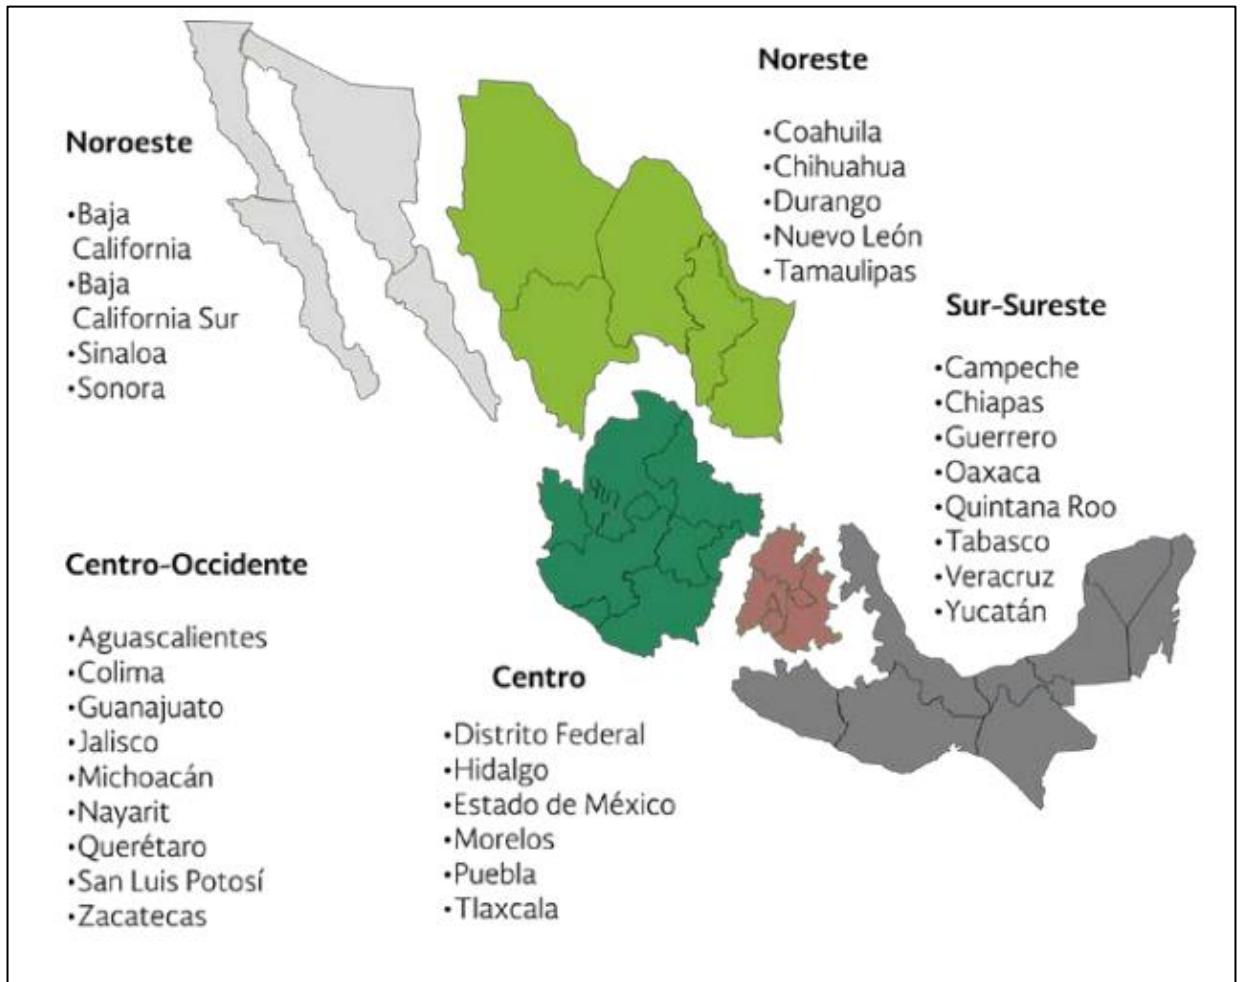 Noroeste
•Baja
California
•Baja
California Sur
•Sinaloa
•Sonora
Noreste
•Coahuila
•Chihuahua
•Durango
•Nuevo León
•Tamaulipas
Sur-Sureste
•Campeche
•Chiapas
•Guerrero
•Oaxaca
•Quintana Roo
•Tabasco
•Veracruz
•Yucatán
Centro-Occidente
•Aguascalientes
•Colima
•Guanajuato
•Jalisco
•Michoacán
•Nayarit
•Querétaro
•San Luis Potosí
•Zacatecas
Centro
•Distrito Federal
•Hidalgo
•Estado de México
•Morelos
•Puebla
•Tlaxcala